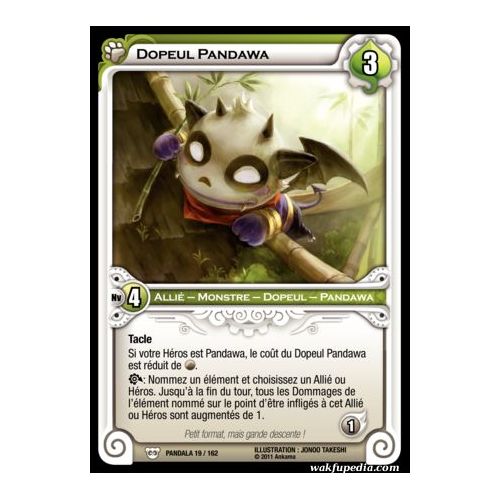 DOPEUL PANDAWA
3
Nv 4 ALLIÉ – MONSTRE – DOPEUL – PANDAWA
Tacle
Si votre Héros est Pandawa, le coût du Dopeul Pandawa
est réduit de .
: Nommez un élément et choisissez un Allié ou
Héros. Jusqu'à la fin du tour, tous les Dommages de
l'élément nommé sur le point d'être infligés à cet Allié
ou Héros sont augmentés de 1.
Petit format, mais gande descente !
1
PANDALA 19 / 162
ILLUSTRATION : JONOO TAKESHI
© 2011 Ankama
wakfupedia.com